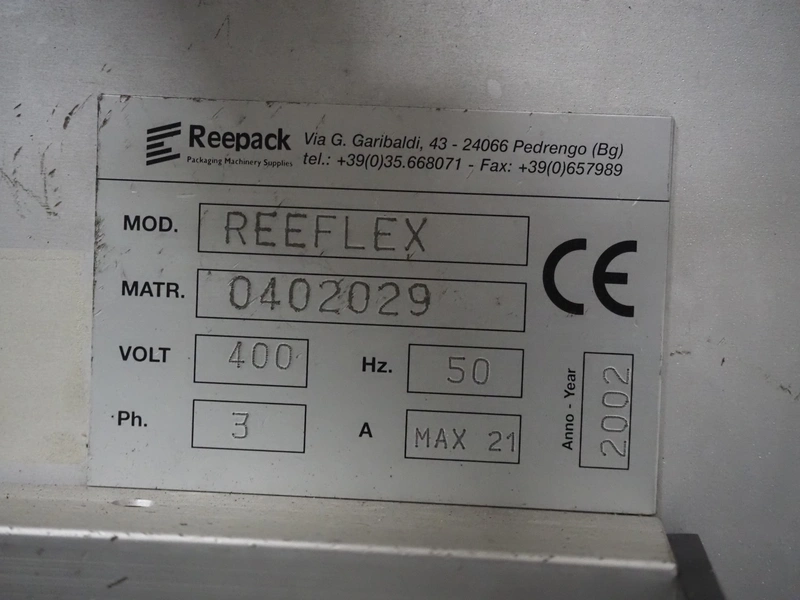 Reepack
Packaging Machinery Supplies
Via G. Garibaldi, 43 - 24066 Pedrengo (Bg)
tel.: +39(0)35.668071 - Fax: +39(0)657989
MOD. REEFLEX
MATR. 0402029
CE
VOLT 400 Hz. 50
Ph. 3 A MAX 21
Anno - Year 2002